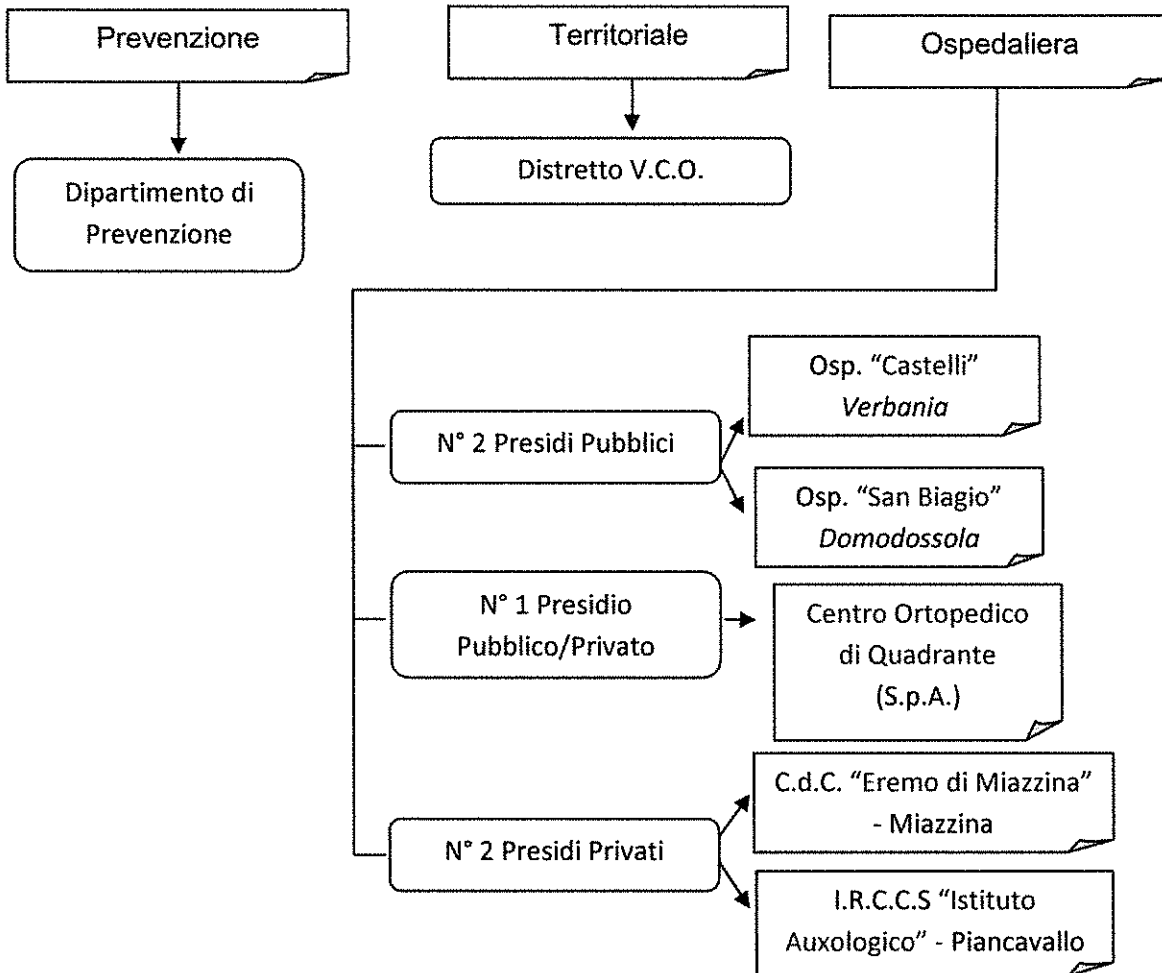 Prevenzione
Territoriale
Ospedaliera
Dipartimento di
Prevenzione
Distretto V.C.O.
N° 2 Presidi Pubblici
Osp. “Castelli”
Verbania
Osp. “San Biagio”
Domodossola
N° 1 Presidio
Pubblico/Privato
Centro Ortopedico
di Quadrante
(S.p.A.)
N° 2 Presidi Privati
C.d.C. “Eremo di Miazzina”
- Miazzina
I.R.C.C.S “Istituto
Auxologico” - Piancavallo